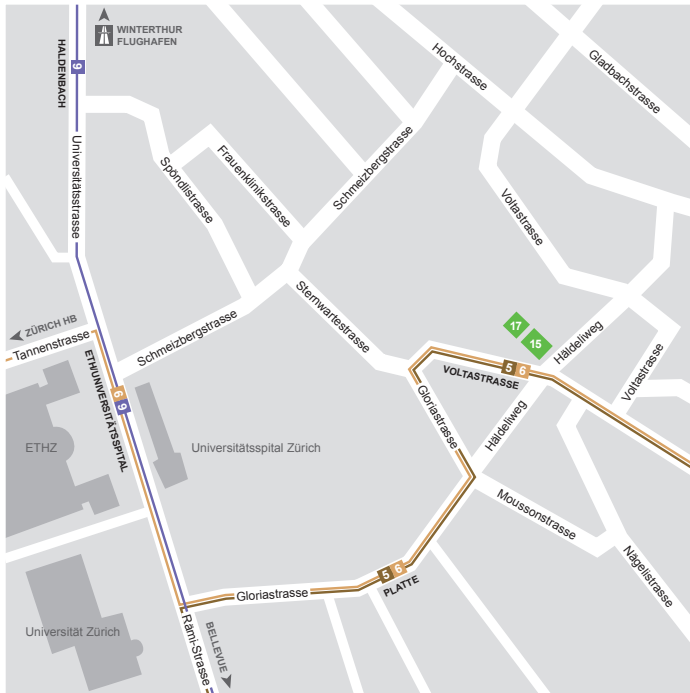 WINTERTHUR
FLUGHAFEN
HALDENBACH
9
Universitätsstrasse
Hochstrasse
Gladbachstrasse
Spöndlistrasse
Frauenklinikstrasse
Schmeizbergstrasse
Voltastrasse
Sternwartestrasse
ZÜRICH HB
Tannenstrasse
Schmeizbergstrasse
17
15
Häldeliweg
5 6
VOLTASTRASSE
Voltastrasse
6 9
ETH/UNIVERSITÄTSSPITAL
Gloriastrasse
Häldeliweg
ETHZ
Universitätsspital Zürich
Moussonstrasse
Nägelistrasse
5 6
PLATTE
Gloriastrasse
Universität Zürich
Rämi-Strasse
BELLEVUE